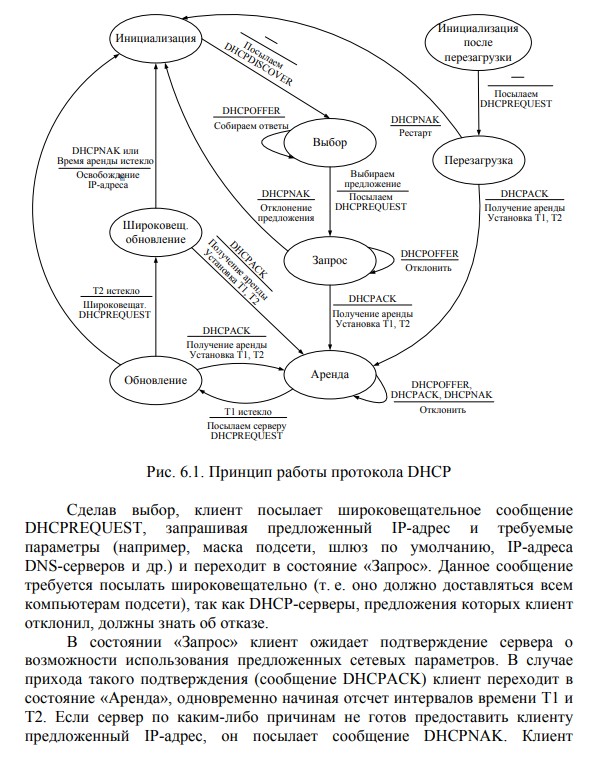 Инициализация
—
Посылаем
DHCPDISCOVER
Инициализация
после
перезагрузки
—
Посылаем
DHCPREQUEST
DHCPOFFER
Собираем ответы
Выбор
DHCPNAK
Рестарт
Перезагрузка
DHCPNAK или
Время аренды истекло
Освобождение
IP-адреса
Выбираем
предложение
Посылаем
DHCPREQUEST
DHCPNAK
Отклонение
предложения
DHCPACK
Получение аренды
Установка T1, T2
Широковещ.
обновление
DHCPACK
Получение аренды
Установка T1, T2
Запрос
DHCPOFFER
Отклонить
T2 истекло
Широковещат.
DHCPREQUEST
DHCPACK
Получение аренды
Установка T1, T2
DHCPACK
Получение аренды
Установка T1, T2
Обновление
Аренда
DHCPOFFER,
DHCPACK, DHCPNAK
Отклонить
T1 истекло
Посылаем серверу
DHCPREQUEST
Рис. 6.1. Принцип работы протокола DHCP
Сделав выбор, клиент посылает широковещательное сообщение
DHCPREQUEST, запрашивая предложенный IP-адрес и требуемые
параметры (например, маска подсети, шлюз по умолчанию, IP-адреса
DNS-серверов и др.) и переходит в состояние «Запрос». Данное сообщение
требуется посылать широковещательно (т. е. оно должно доставляться всем
компьютерам подсети), так как DHCP-серверы, предложения которых клиент
отклонил, должны знать об отказе.
В состоянии «Запрос» клиент ожидает подтверждение сервера о
возможности использования предложенных сетевых параметров. В случае
прихода такого подтверждения (сообщение DHCPACK) клиент переходит в
состояние «Аренда», одновременно начиная отсчет интервалов времени T1 и
T2. Если сервер по каким-либо причинам не готов предоставить клиенту
предложенный IP-адрес, он посылает сообщение DHCPNAK. Клиент